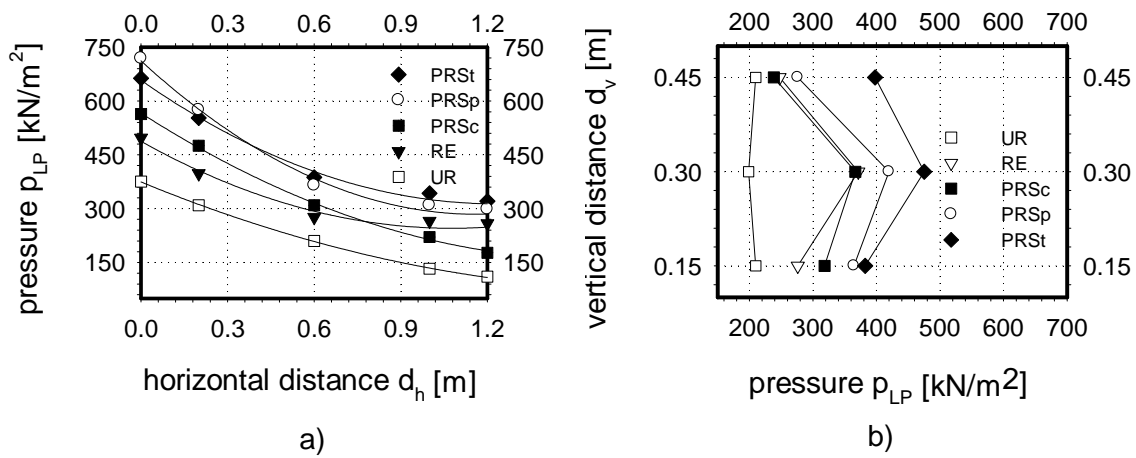 0.0 0.3 0.6 0.9 1.2
750 750
600 600
450 450
300 300
150 150
0.0 0.3 0.6 0.9 1.2
pressure p_LP [kN/m²]
horizontal distance d_h [m]
PRSt
PRSp
PRSc
RE
UR
a)
200 300 400 500 600 700
0.45 0.45
0.30 0.30
0.15 0.15
200 300 400 500 600 700
vertical distance d_v [m]
pressure p_LP [kN/m2]
UR
RE
PRSc
PRSp
PRSt
b)